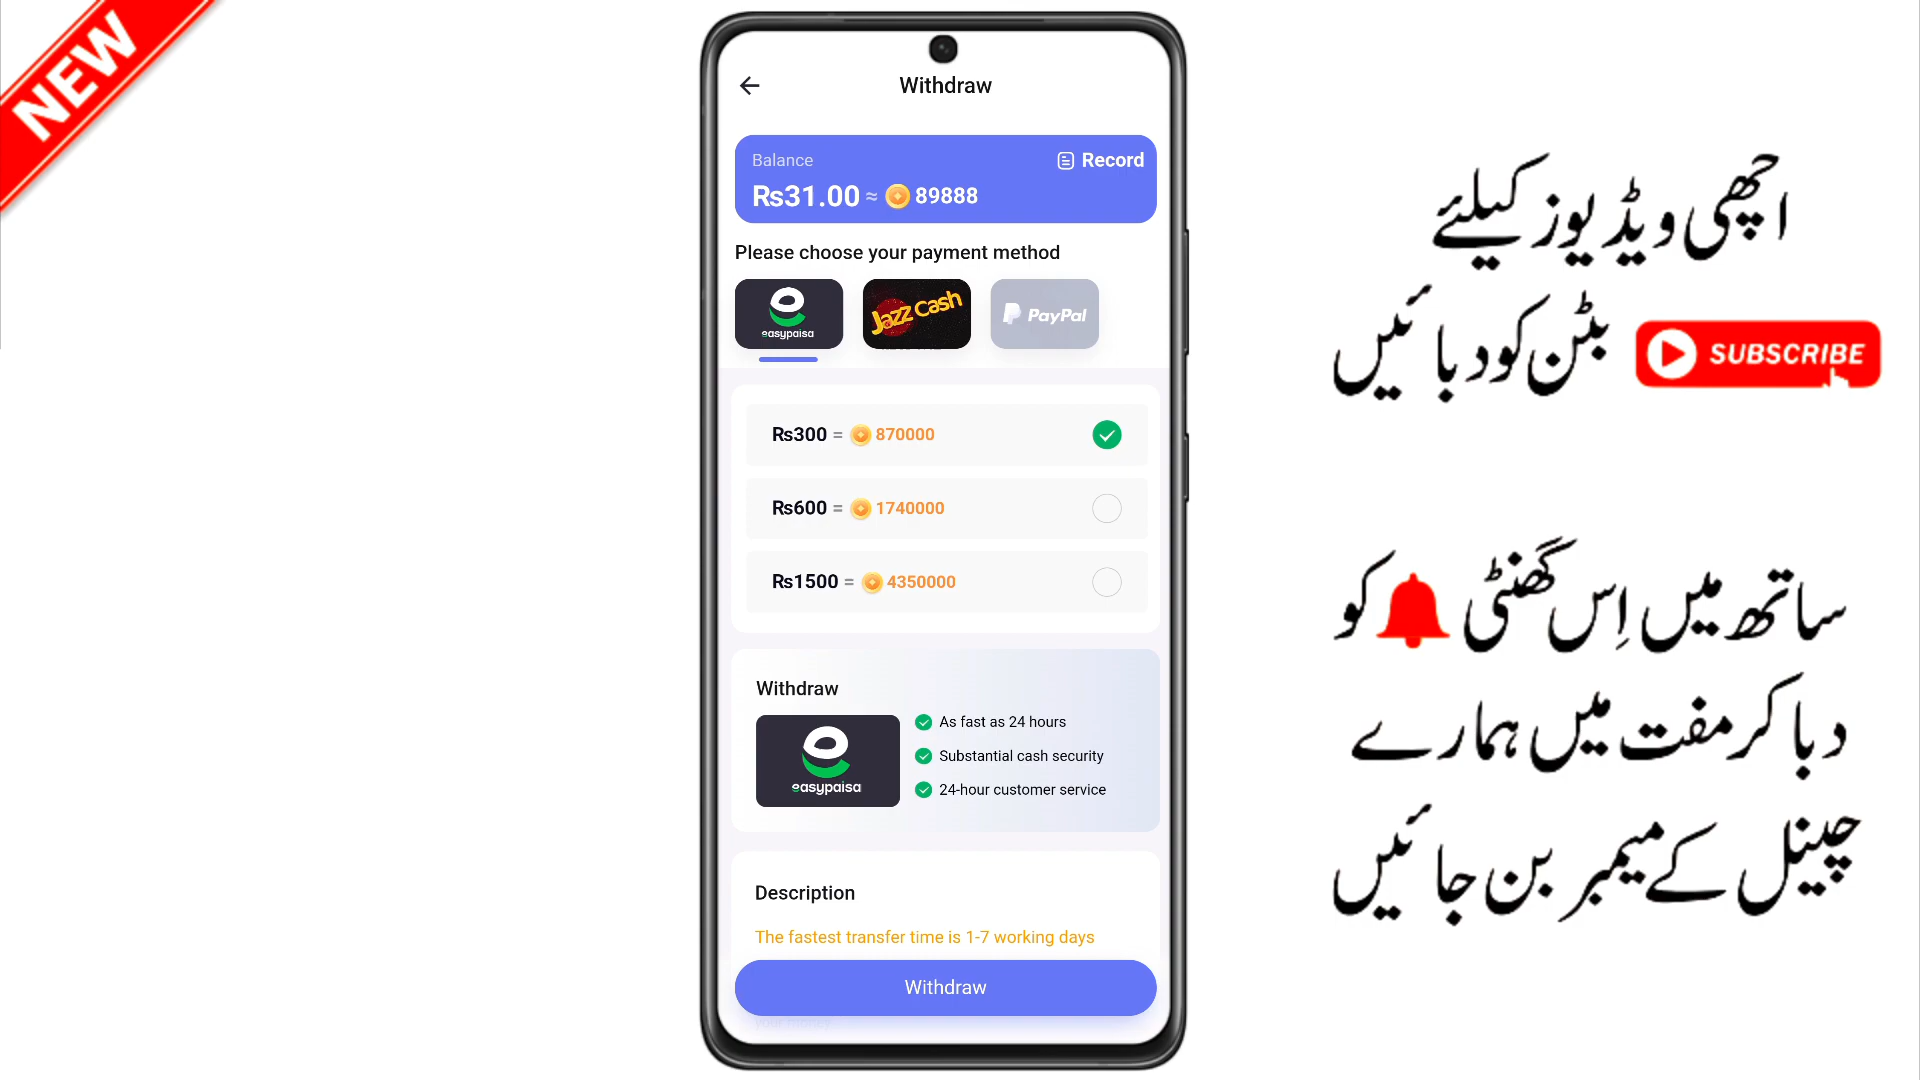 NEW
Withdraw
Balance
Record
Rs31.00 ≈ 89888
Please choose your payment method
easypaisa
Jazz Cash
PayPal
Rs300 = 870000
Rs600 = 1740000
Rs1500 = 4350000
Withdraw
easypaisa
As fast as 24 hours
Substantial cash security
24-hour customer service
Description
The fastest transfer time is 1-7 working days
Withdraw
your money
اچھی ویڈیوز کیلئے
بٹن کو دبائیں
SUBSCRIBE
ساتھ میں اِس گھنٹی کو
دبا کر مفت میں ہمارے
چینل کے میمبر بن جائیں